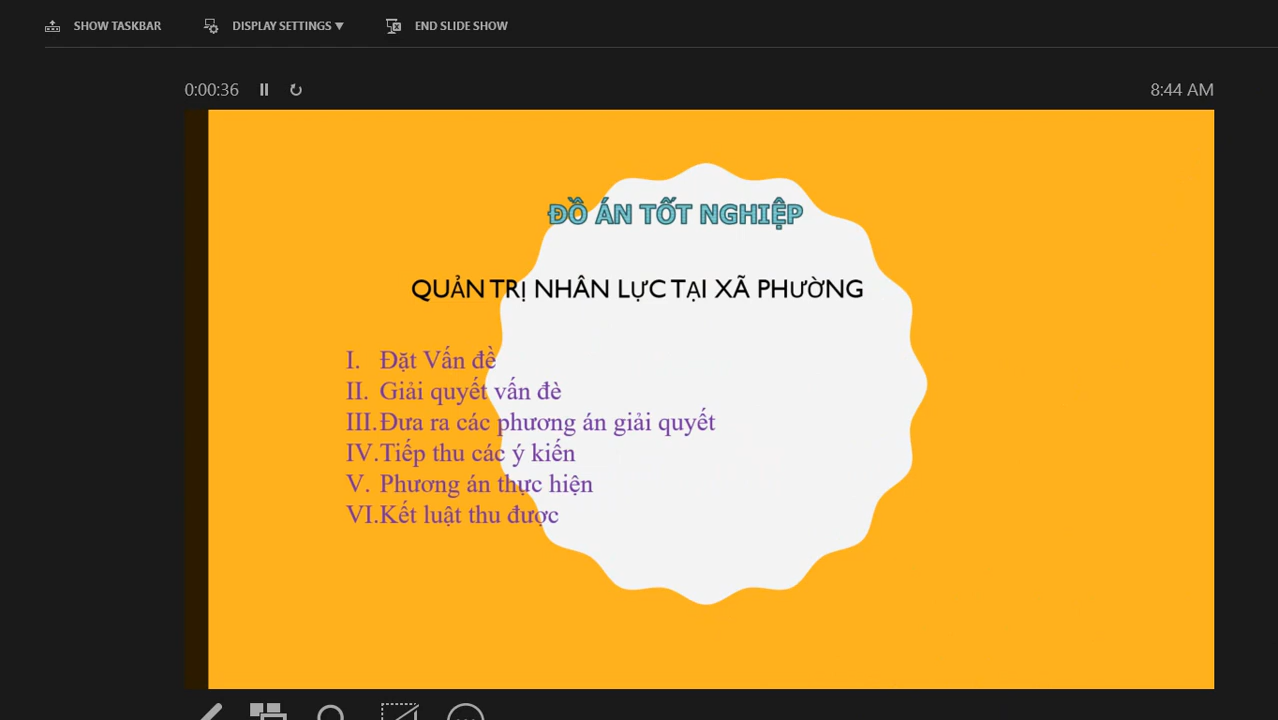 SHOW TASKBAR DISPLAY SETTINGS ▼ END SLIDE SHOW
0:00:36 8:44 AM
ĐỒ ÁN TỐT NGHIỆP
QUẢN TRỊ NHÂN LỰC TẠI XÃ PHƯỜNG
I. Đặt Vấn đề
II. Giải quyết vấn đè
III. Đưa ra các phương án giải quyết
IV. Tiếp thu các ý kiến
V. Phương án thực hiện
VI. Kết luật thu được